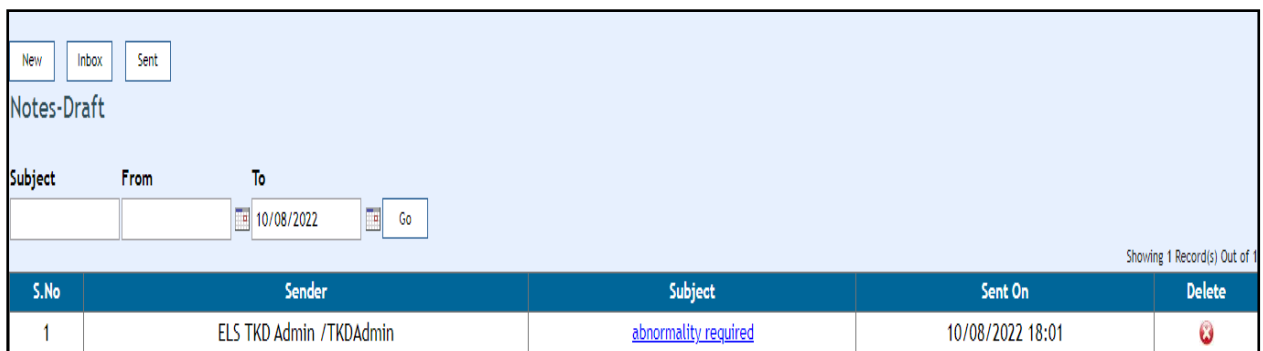 New Inbox Sent
Notes-Draft
Subject From To
10/08/2022 Go
Showing 1 Record(s) Out of 1
S.No Sender Subject Sent On Delete
1 ELS TKD Admin /TKDAdmin abnormality required 10/08/2022 18:01